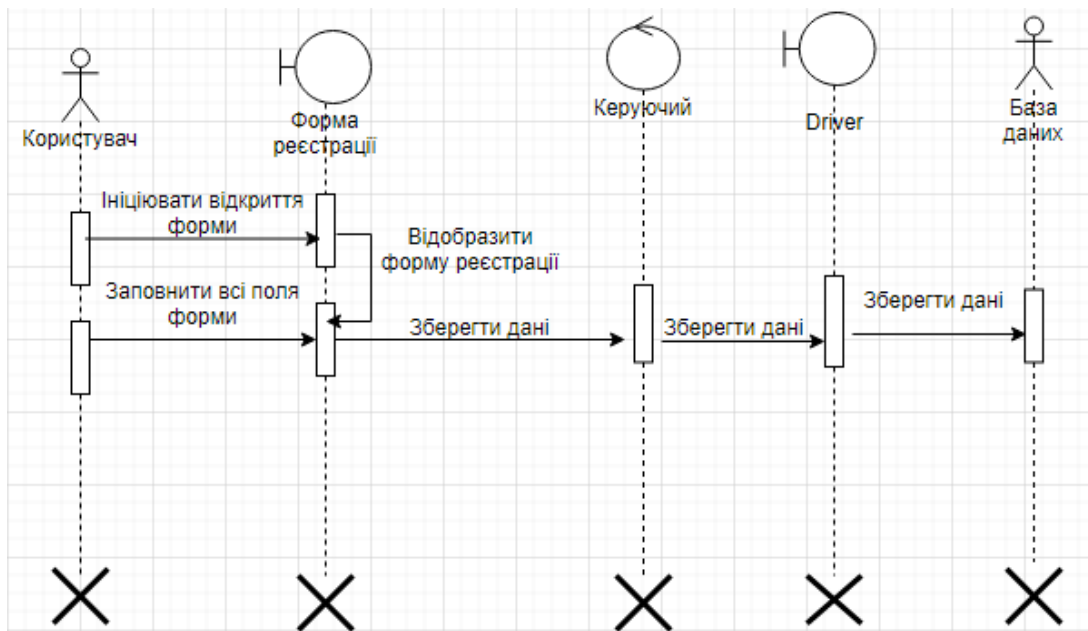 Користувач
Форма
реєстрації
Керуючий
Driver
База
даних
Ініціювати відкриття
форми
Відобразити
форму реєстрації
Заповнити всі поля
форми
Зберегти дані
Зберегти дані
Зберегти дані